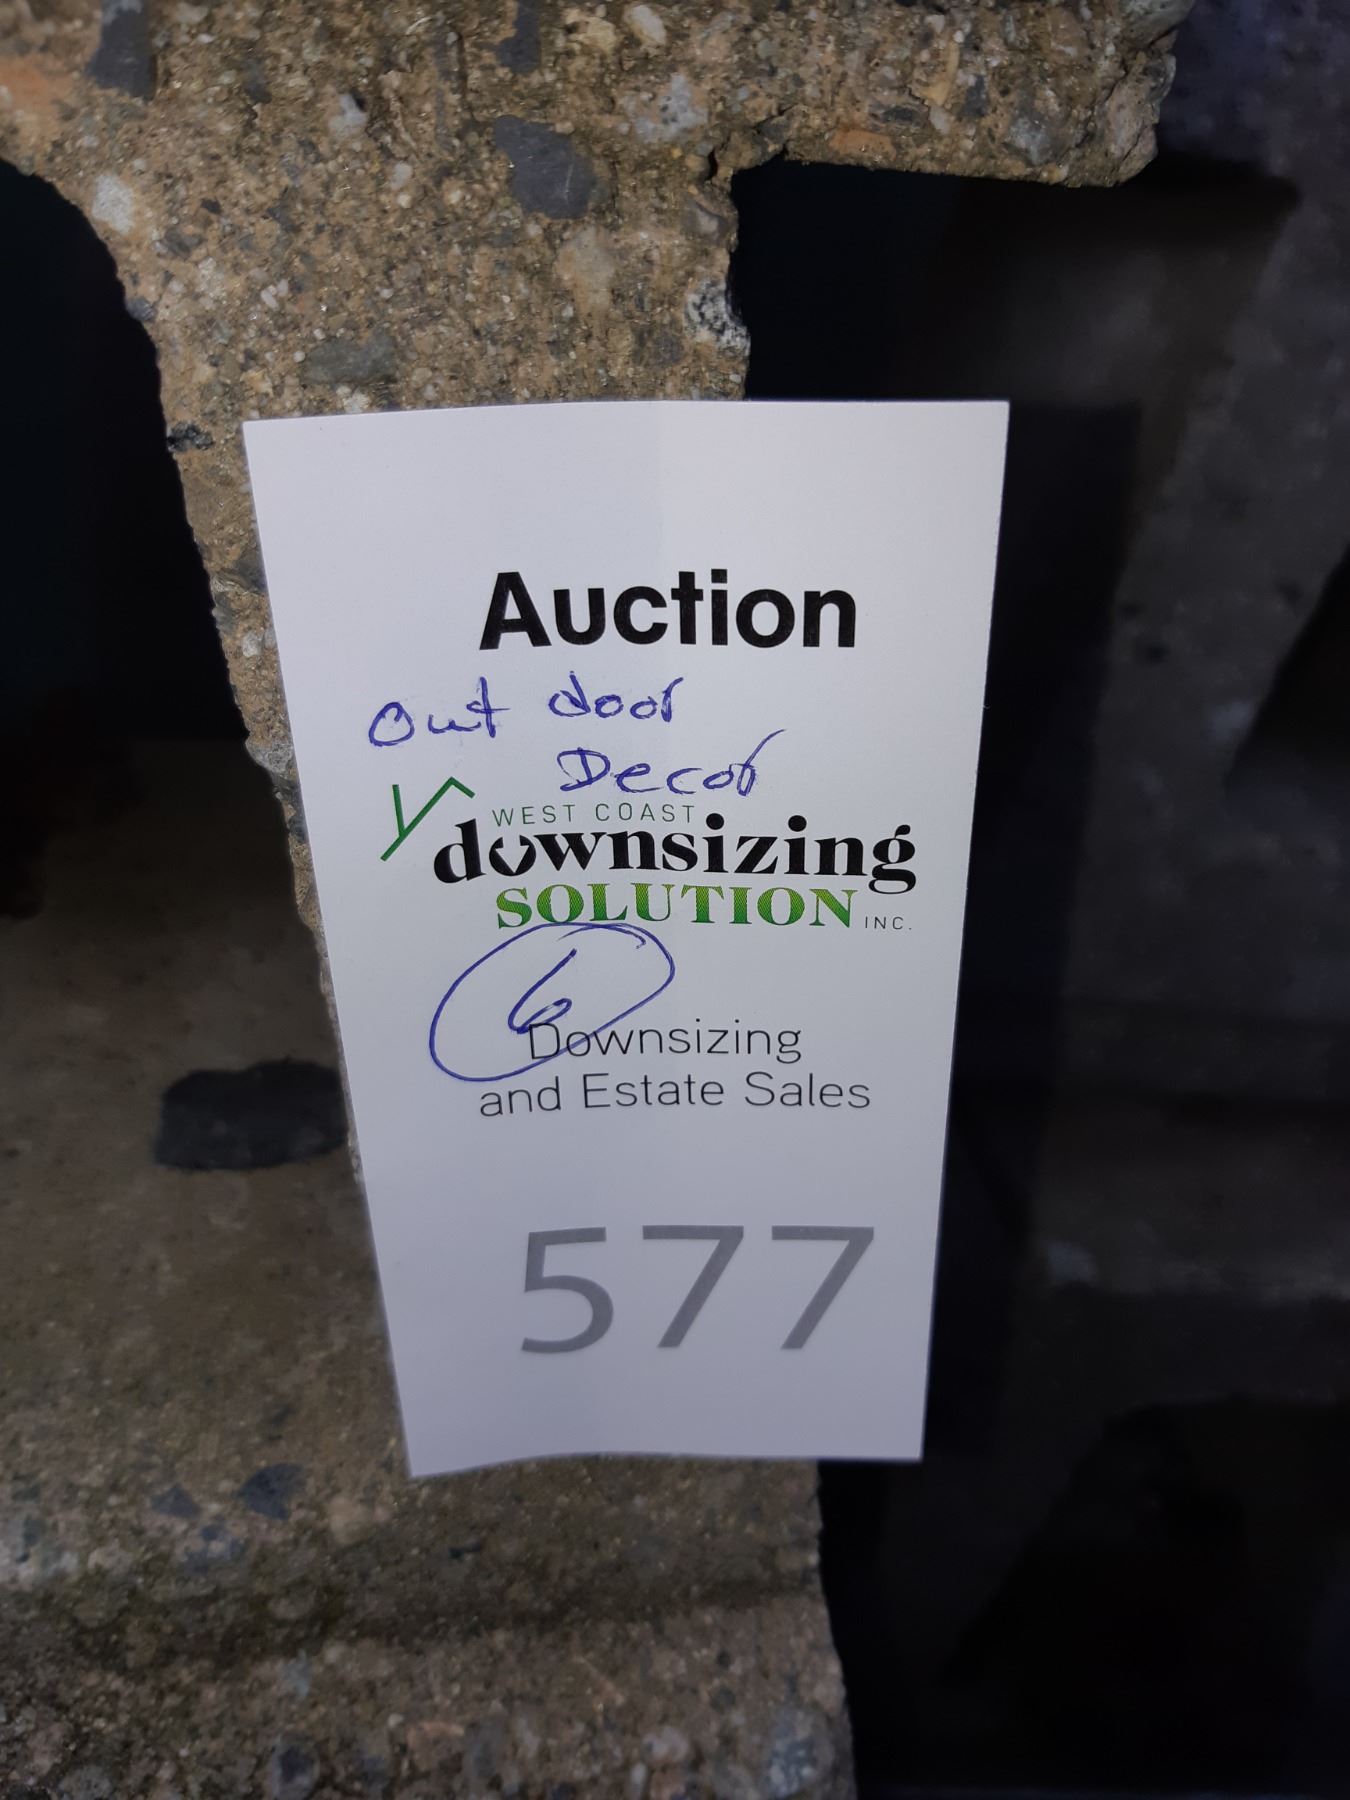 Auction
Out door
Decor
WEST COAST
downsizing
SOLUTION INC.
6
Downsizing
and Estate Sales
577